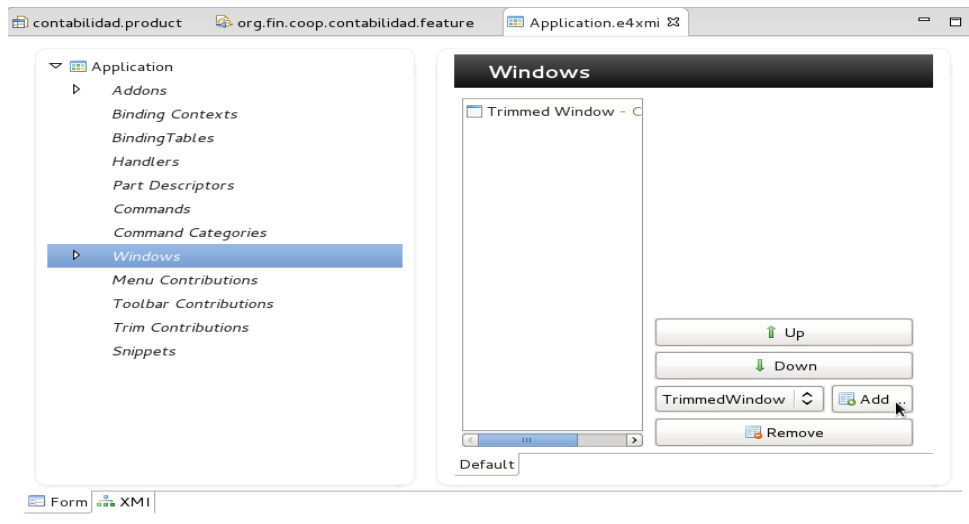 contabilidad.product org.fin.coop.contabilidad.feature Application.e4xmi
Application
Addons
Binding Contexts
BindingTables
Handlers
Part Descriptors
Commands
Command Categories
Windows
Menu Contributions
Toolbar Contributions
Trim Contributions
Snippets
Windows
Trimmed Window - C
Up
Down
TrimmedWindow Add ...
Remove
Default
Form XMI